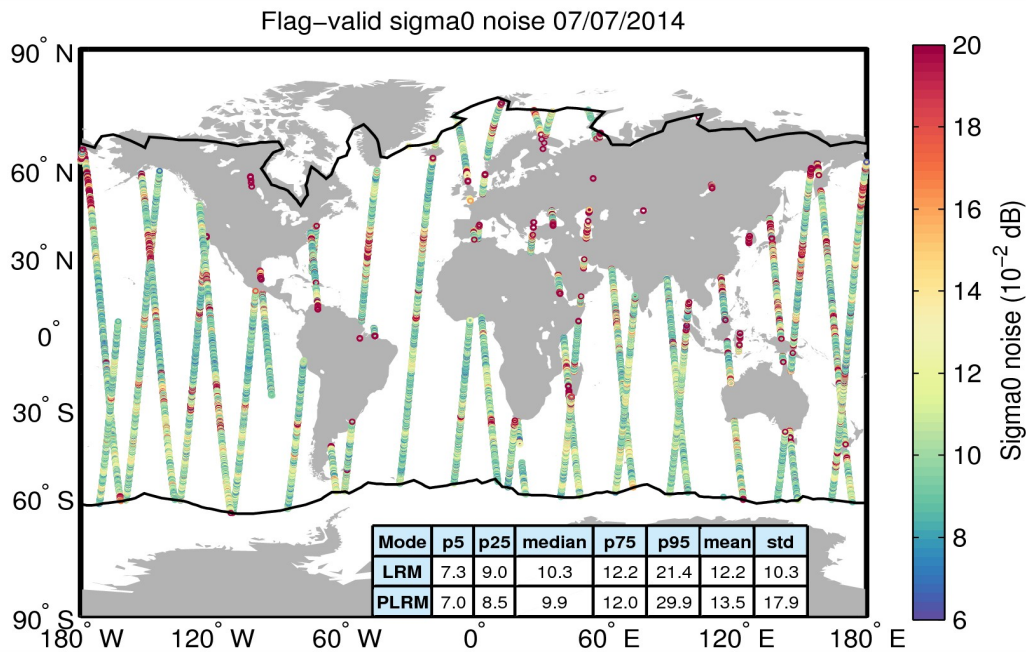 Flag−valid sigma0 noise 07/07/2014
90° N
60° N
30° N
0°
30° S
60° S
90° S
180° W 120° W 60° W 0° 60° E 120° E 180° E
Mode p5 p25 median p75 p95 mean std
LRM 7.3 9.0 10.3 12.2 21.4 12.2 10.3
PLRM 7.0 8.5 9.9 12.0 29.9 13.5 17.9
20
18
16
14
12
10
8
6
Sigma0 noise (10⁻² dB)